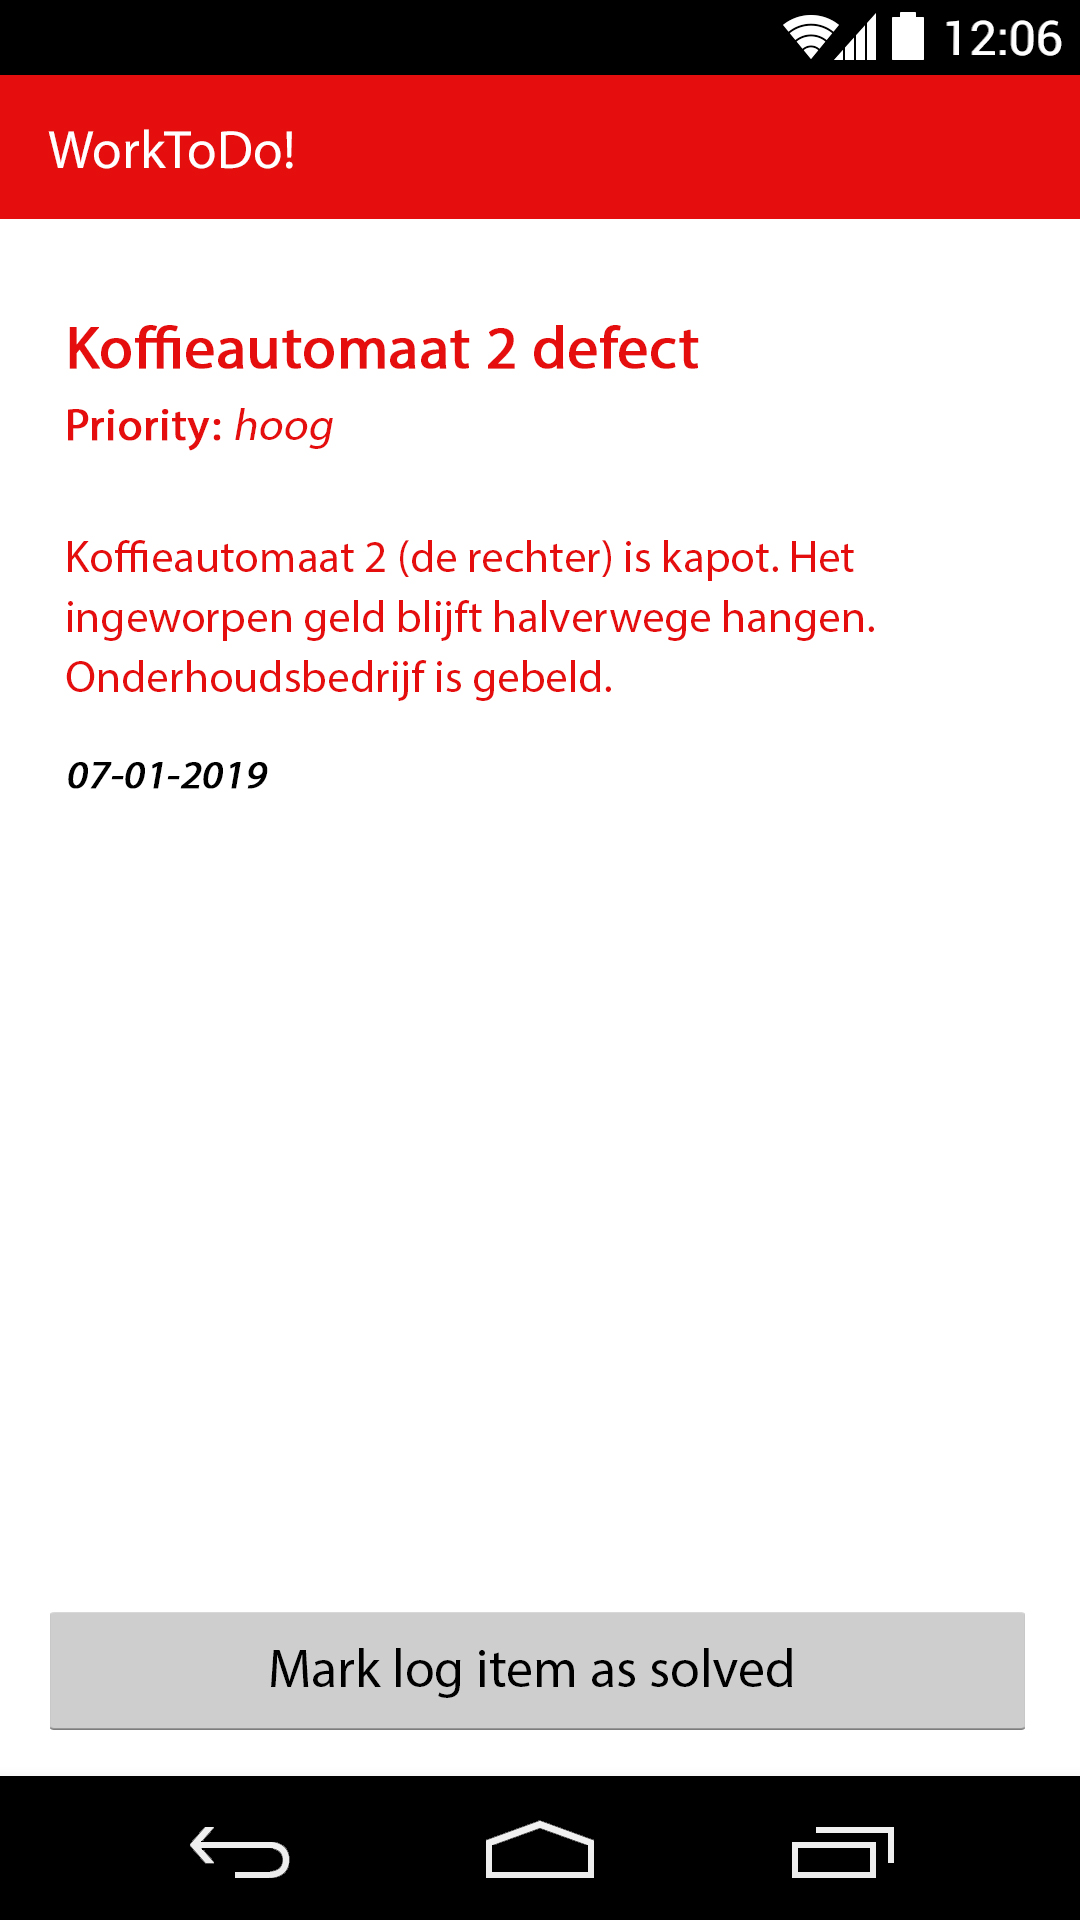 12:06
WorkToDo!
Koffieautomaat 2 defect
Priority: hoog
Koffieautomaat 2 (de rechter) is kapot. Het
ingeworpen geld blijft halverwege hangen.
Onderhoudsbedrijf is gebeld.
07-01-2019
Mark log item as solved